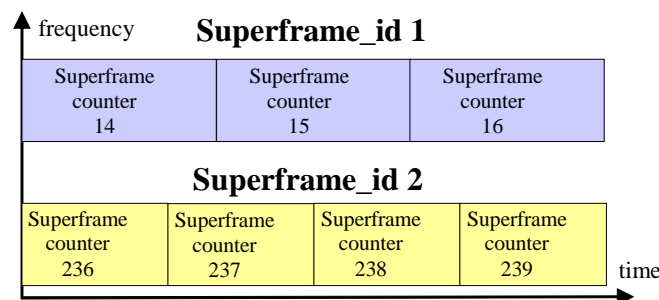 frequency
Superframe_id 1
Superframe
counter
14
Superframe
counter
15
Superframe
counter
16
Superframe_id 2
Superframe
counter
236
Superframe
counter
237
Superframe
counter
238
Superframe
counter
239
time